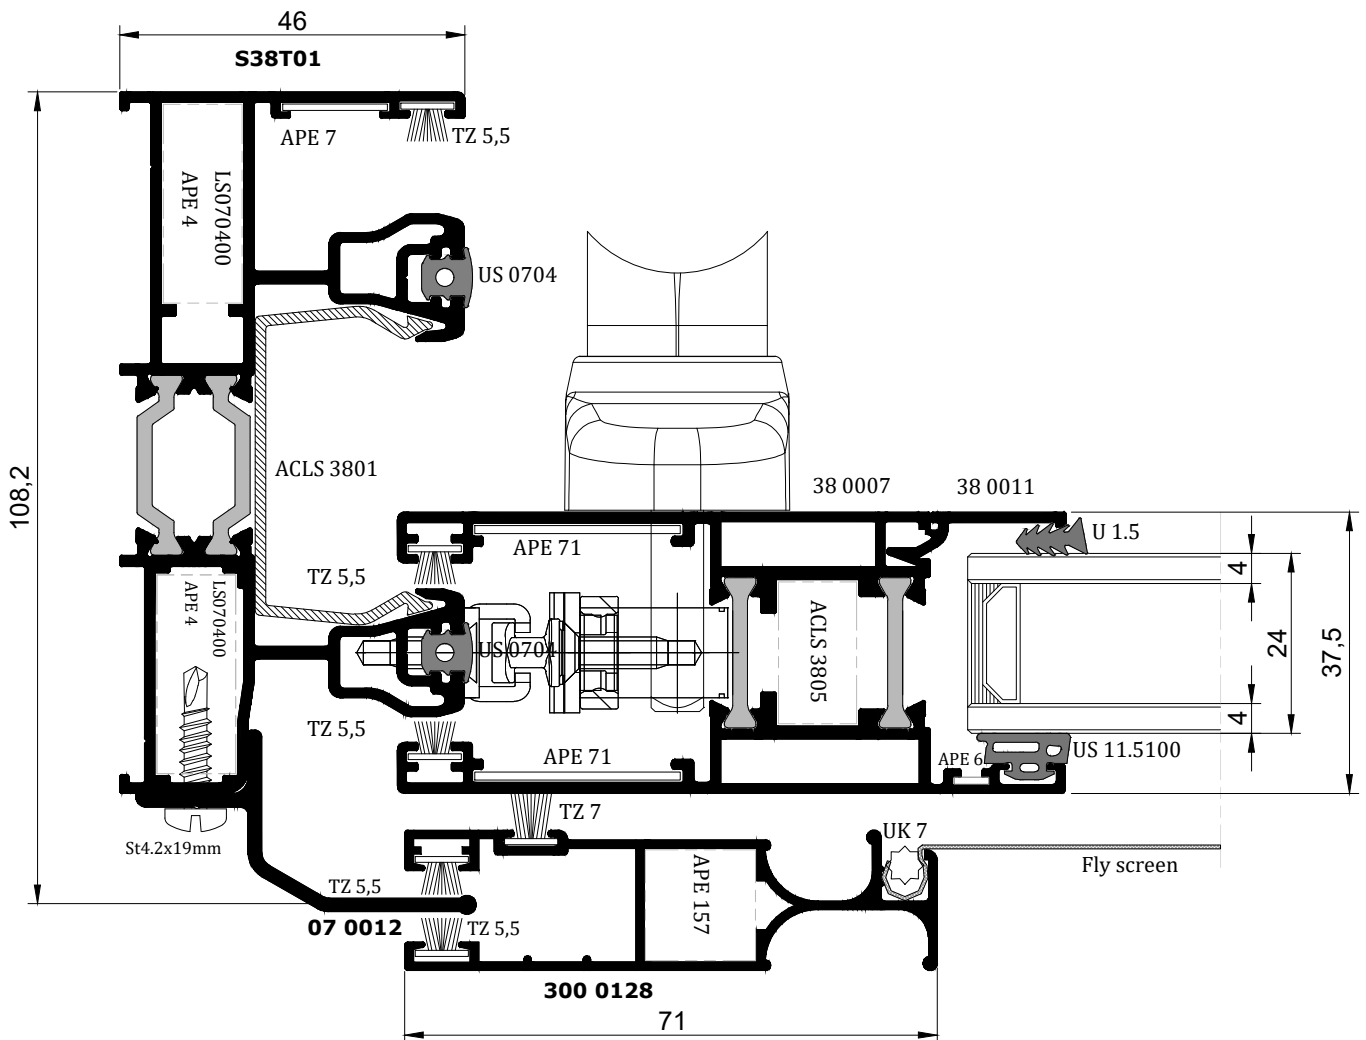 46
S38T01
APE 7
TZ 5,5
LS070400
APE 4
US 0704
ACLS 3801
108,2
38 0007
38 0011
U 1.5
APE 71
TZ 5,5
4
24
37,5
LS070400
APE 4
US 0704
ACLS 3805
TZ 5,5
4
APE 71
APE 6
US 11.5100
TZ 7
St4.2x19mm
UK 7
Fly screen
TZ 5,5
APE 157
07 0012
TZ 5,5
300 0128
71